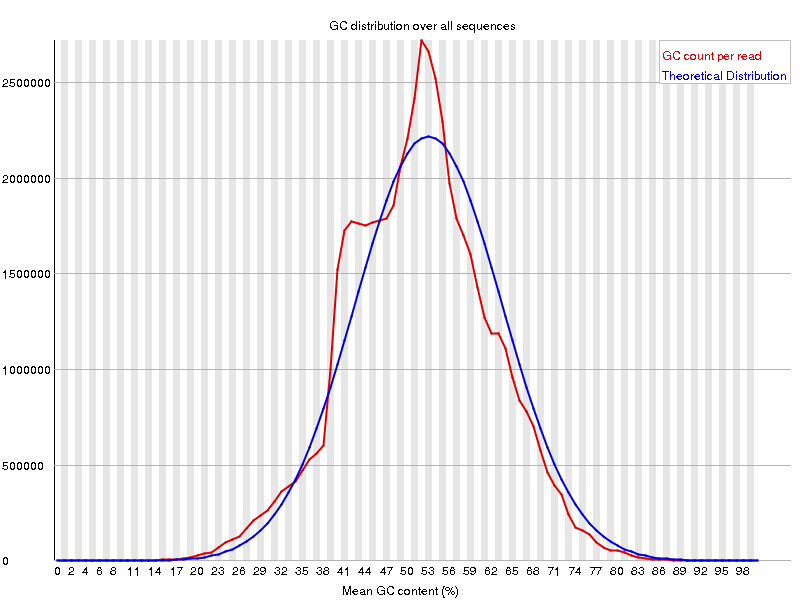 GC distribution over all sequences
GC count per read
Theoretical Distribution
2500000
2000000
1500000
1000000
500000
0
0 2 4 6 8 11 14 17 20 23 26 29 32 35 38 41 44 47 50 53 56 59 62 65 68 71 74 77 80 83 86 89 92 95 98
Mean GC content (%)